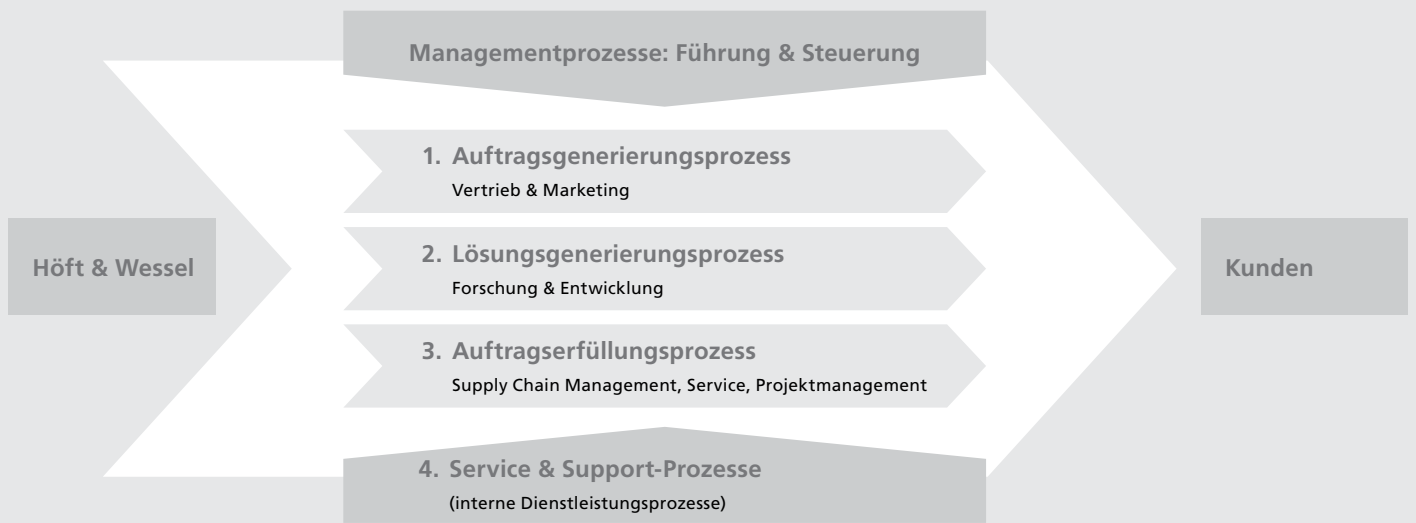 Managementprozesse: Führung & Steuerung
1. Auftragsgenerierungsprozess
Vertrieb & Marketing
Höft & Wessel
2. Lösungsgenerierungsprozess
Forschung & Entwicklung
Kunden
3. Auftragserfüllungsprozess
Supply Chain Management, Service, Projektmanagement
4. Service & Support-Prozesse
(interne Dienstleistungsprozesse)